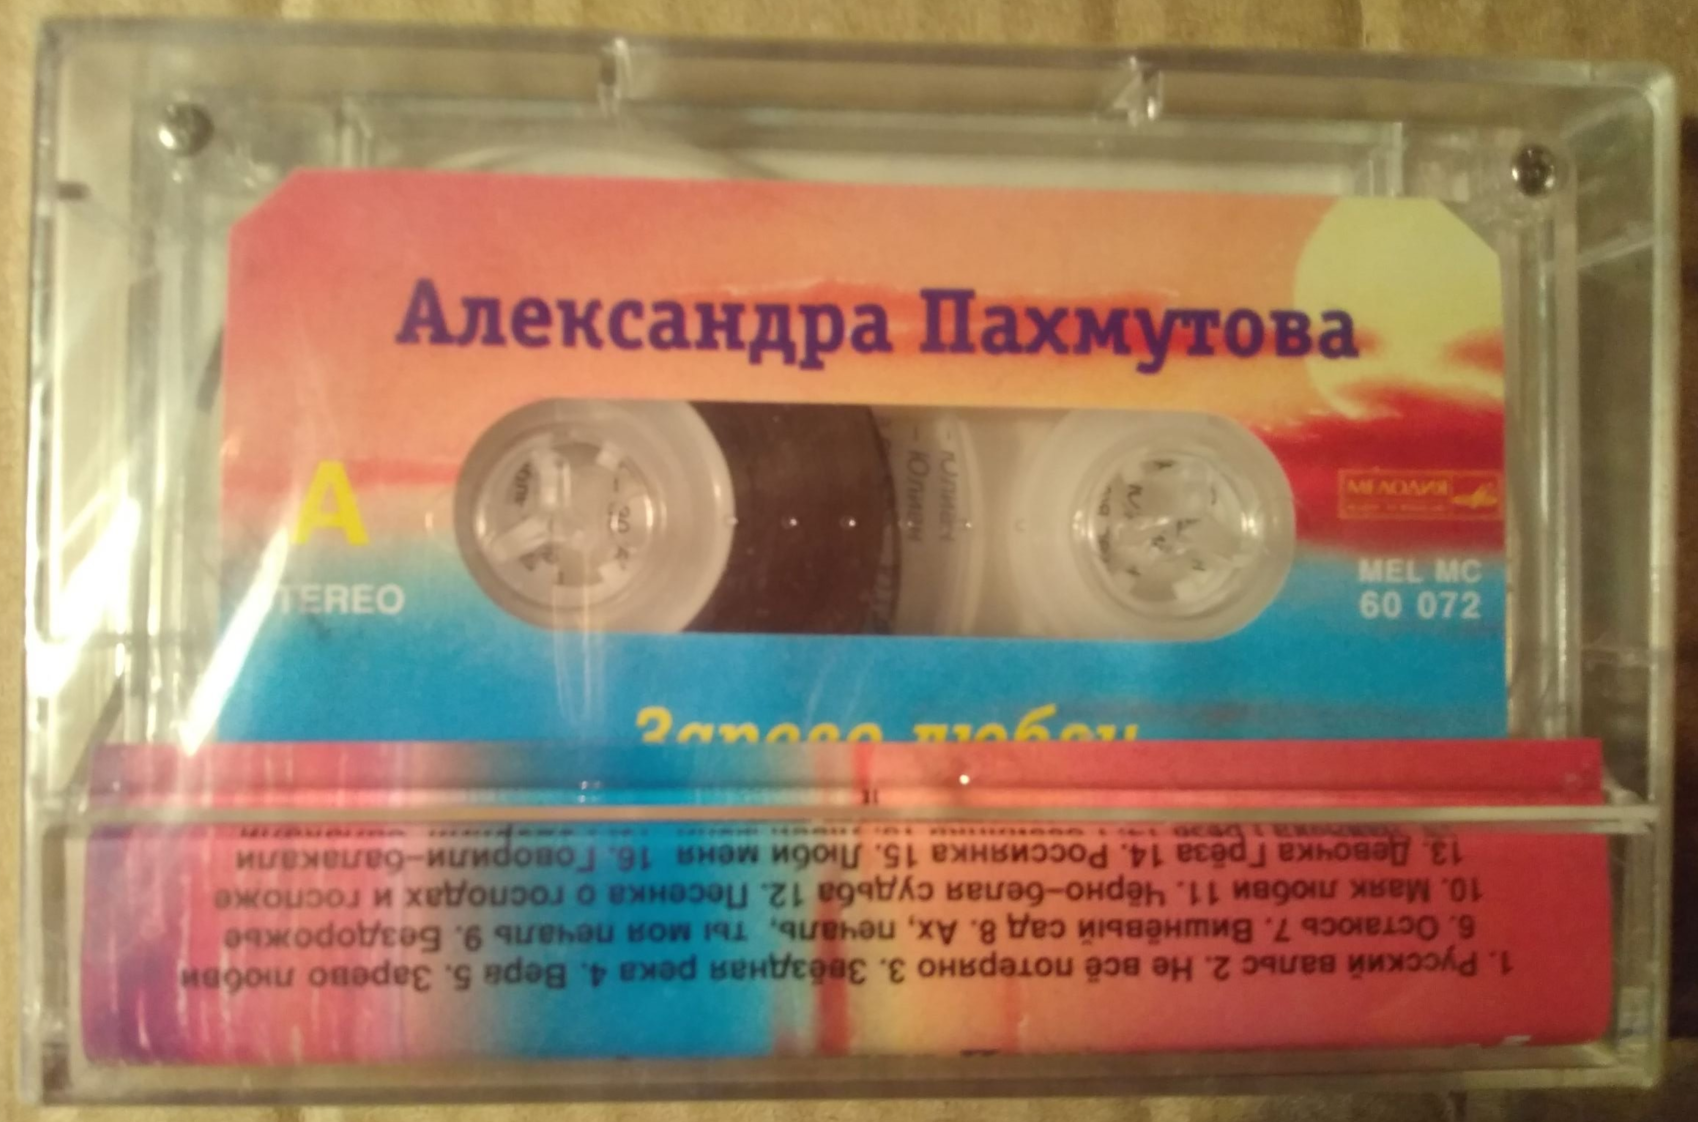 Александра Пахмутова
A
МЕЛОДИЯ
STEREO
MEL MC
60 072
Зарево любви
1. Русский вальс 2. Не всё потеряно 3. Звёздная река 4. Вера 5. Зарево любви
6. Остаюсь 7. Вишнёвый сад 8. Ах, печаль, ты моя печаль 9. Бездорожье
10. Маяк любви 11. Чёрно-белая судьба 12. Песенка о господах и госпоже
13. Девочка Грёза 14. Россиянка 15. Люби меня 16. Говорили-балакали